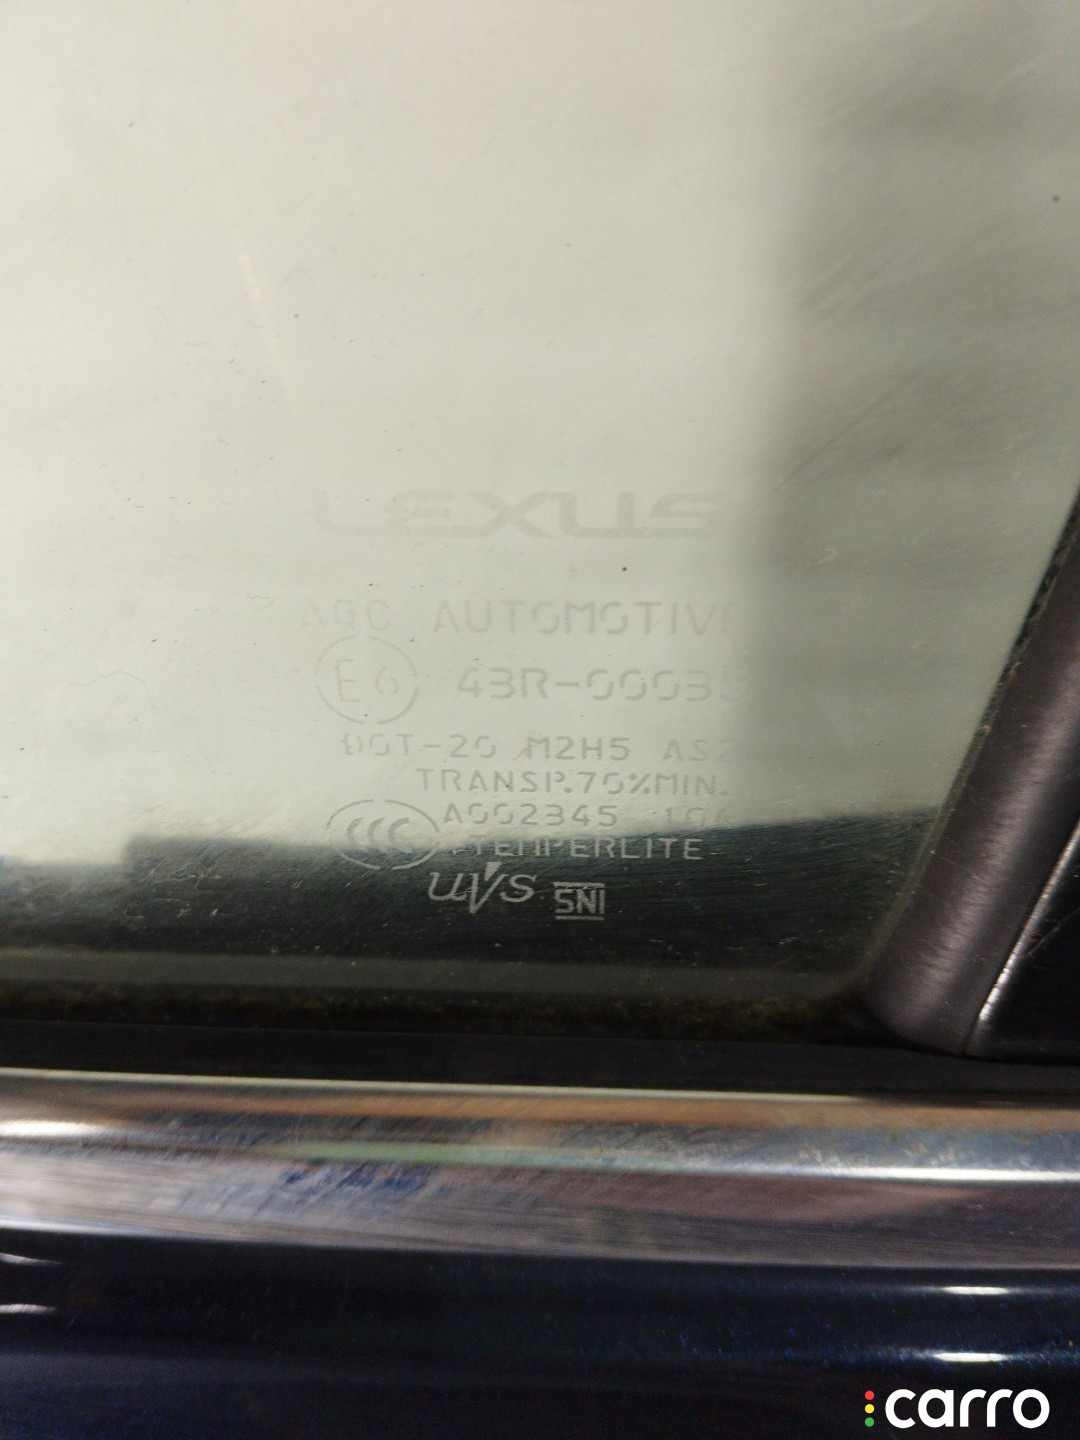 LEXUS
AGC AUTOMOTIVE
E6 43R-00035
DOT-20 M2H5 AS2
TRANSP.70%MIN.
CCC A002345
TEMPERLITE
UVS SNI
carro